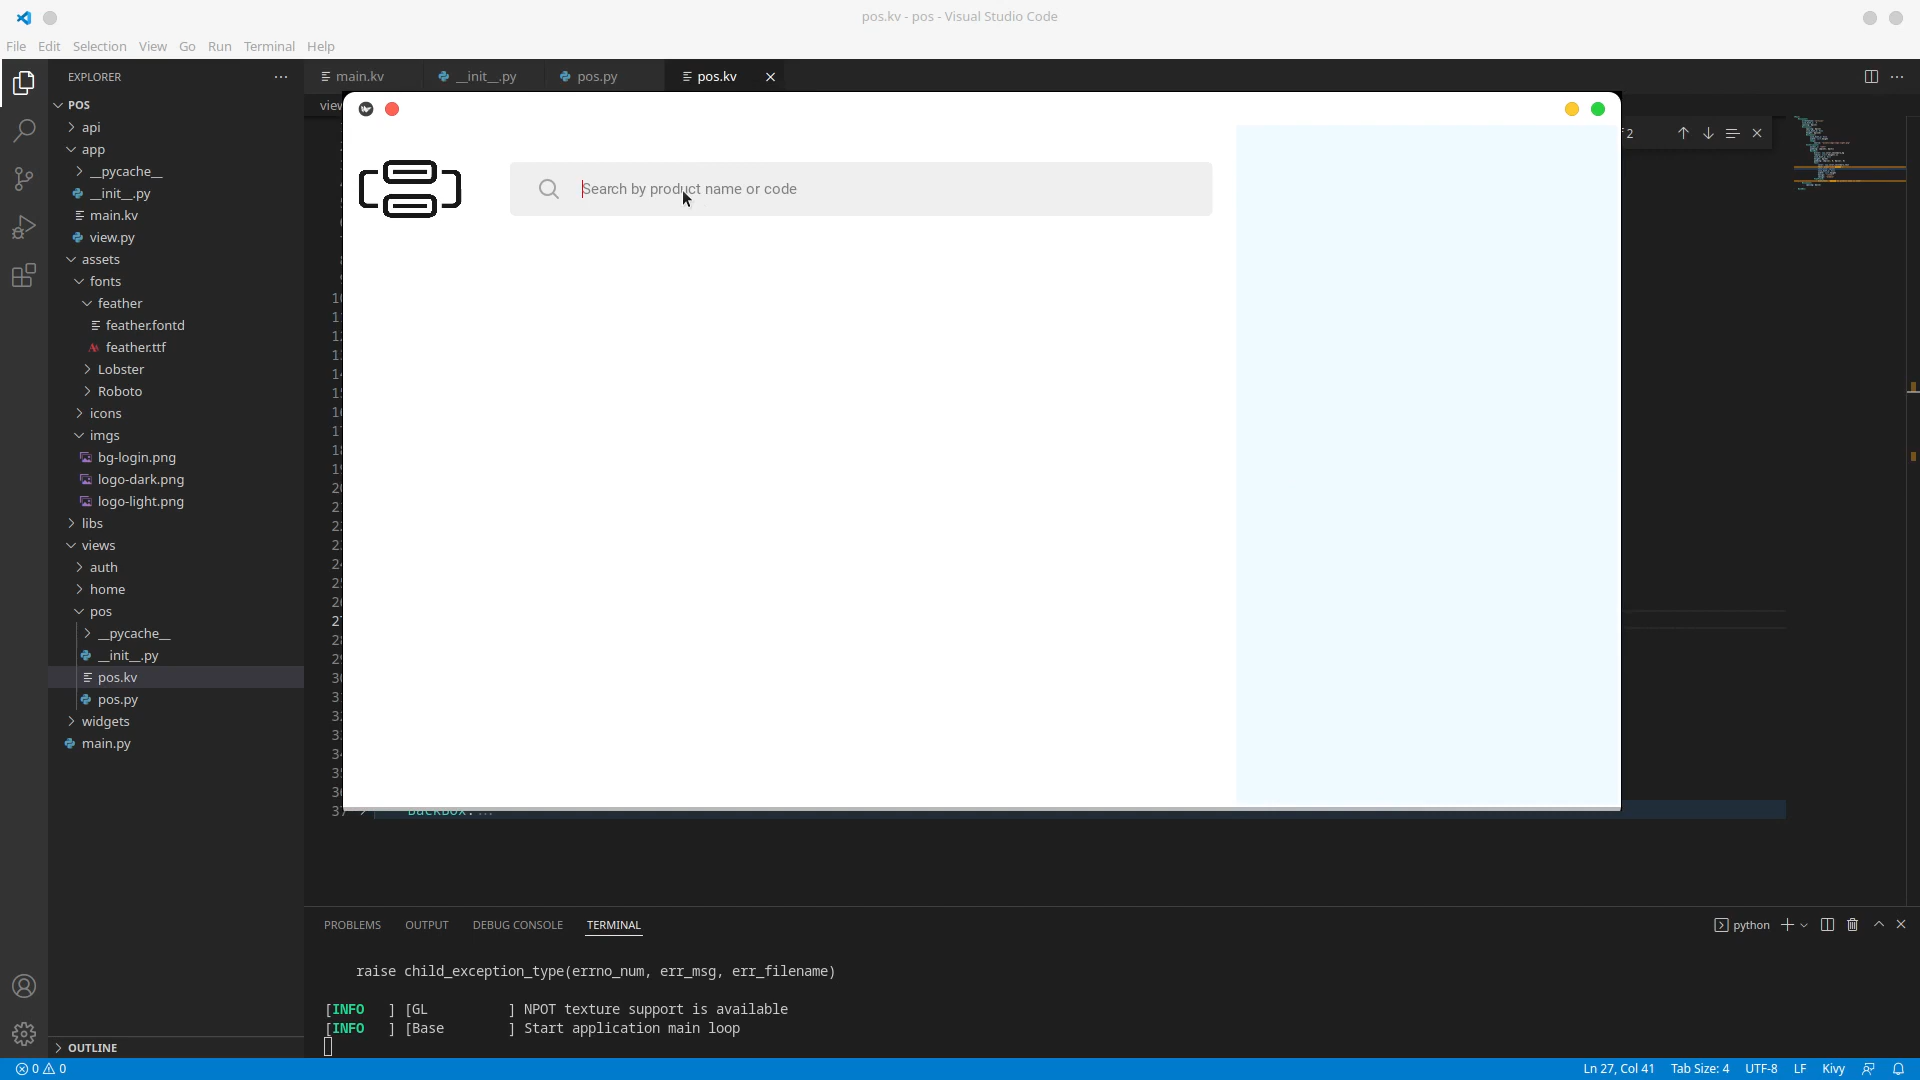 pos.kv - pos - Visual Studio Code
File Edit Selection View Go Run Terminal Help
EXPLORER
main.kv __init__.py pos.py pos.kv
POS
api
app
__pycache__
__init__.py
main.kv
view.py
assets
fonts
feather
feather.fontd
feather.ttf
Lobster
Roboto
icons
imgs
bg-login.png
logo-dark.png
logo-light.png
libs
views
auth
home
pos
__pycache__
__init__.py
pos.kv
pos.py
widgets
main.py
OUTLINE
Search by product name or code
2
37 BackBox:...
PROBLEMS OUTPUT DEBUG CONSOLE TERMINAL
python
raise child_exception_type(errno_num, err_msg, err_filename)
[INFO   ] [GL          ] NPOT texture support is available
[INFO   ] [Base        ] Start application main loop
0 0
Ln 27, Col 41 Tab Size: 4 UTF-8 LF Kivy